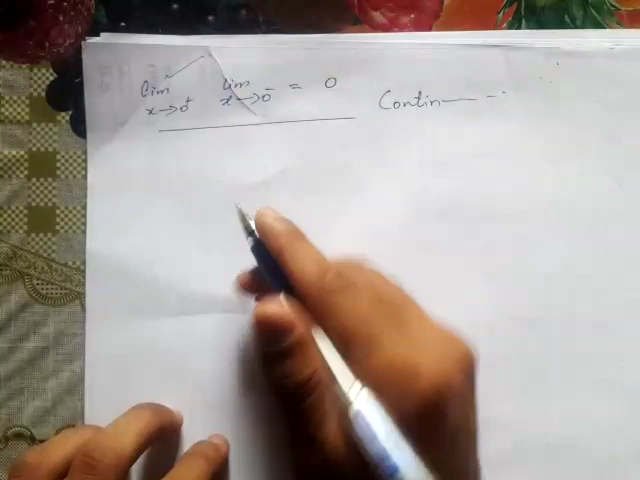 lim x→0⁺ lim x→0⁻ = 0 Contin